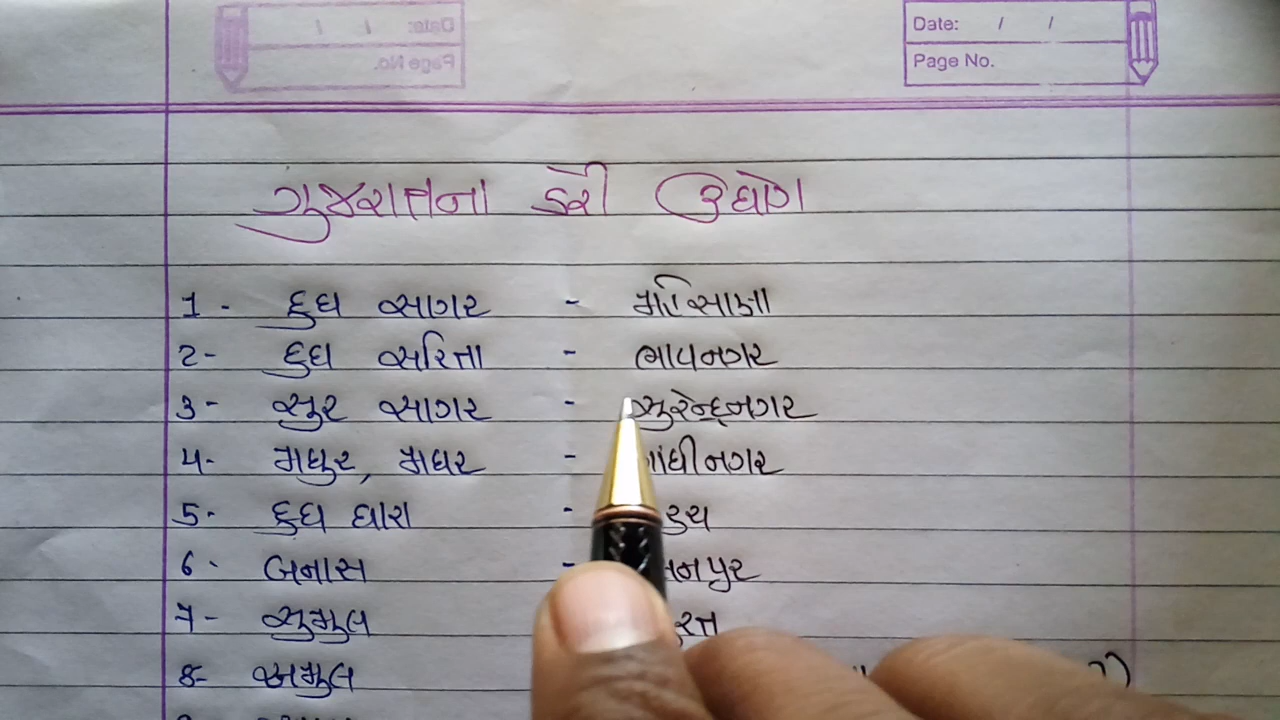 Date: / /
Page No.
ગુજરાતના ડેરી ઉદ્યોગ
1 - દુધ સાગર - મહેસાણા
2 - દુધ સરિતા - ભાવનગર
3 - સુર સાગર - સુરેન્દ્રનગર
4 - મધુર, મધર - ગાંધીનગર
5 - દુધ ધારા -
6 - બનાસ -
7 - સુમુલ
8 - અમુલ